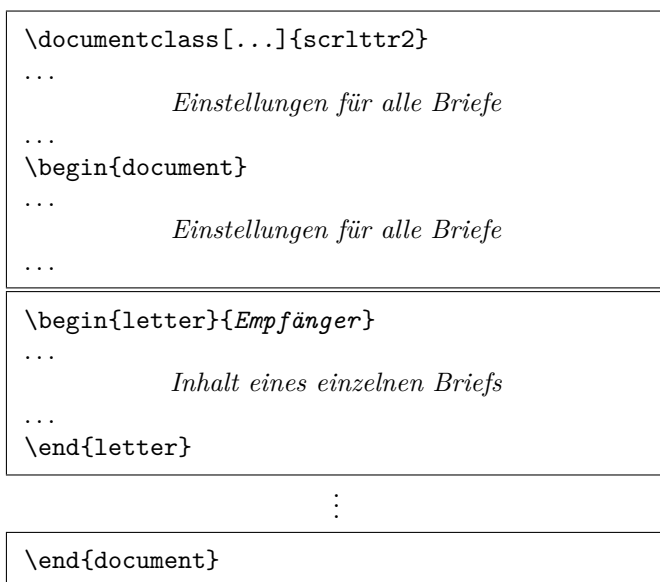 \documentclass[...]{scrlttr2}
...
Einstellungen für alle Briefe
...
\begin{document}
...
Einstellungen für alle Briefe
...
\begin{letter}{Empfänger}
...
Inhalt eines einzelnen Briefs
...
\end{letter}
⋮
\end{document}